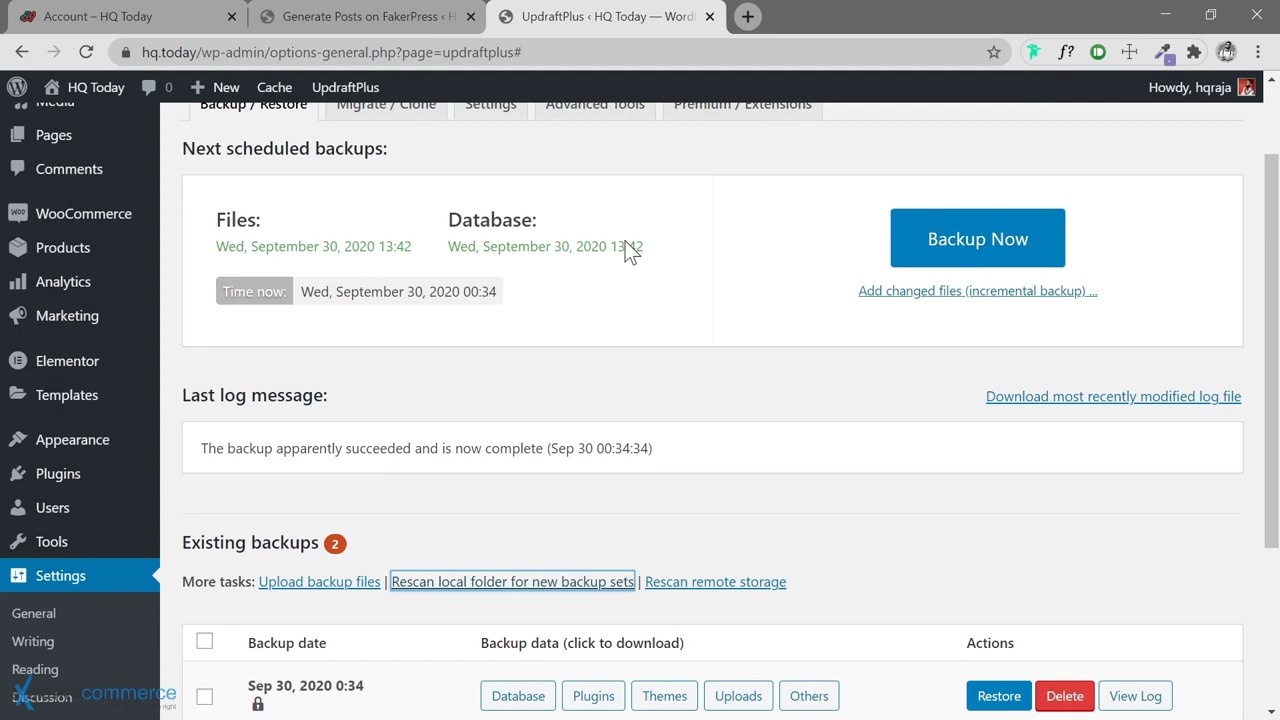 Account – HQ Today
Generate Posts on FakerPress ‹ H
UpdraftPlus ‹ HQ Today — Word
hq.today/wp-admin/options-general.php?page=updraftplus#
HQ Today
0
New
Cache
UpdraftPlus
Howdy, hqraja
Media
Pages
Comments
WooCommerce
Products
Analytics
Marketing
Elementor
Templates
Appearance
Plugins
Users
Tools
Settings
General
Writing
Reading
Discussion
commerce
Backup / Restore
Migrate / Clone
Settings
Advanced Tools
Premium / Extensions
Next scheduled backups:
Files:
Database:
Wed, September 30, 2020 13:42
Wed, September 30, 2020 13:42
Time now: Wed, September 30, 2020 00:34
Backup Now
Add changed files (incremental backup) ...
Last log message:
Download most recently modified log file
The backup apparently succeeded and is now complete (Sep 30 00:34:34)
Existing backups 2
More tasks: Upload backup files | Rescan local folder for new backup sets | Rescan remote storage
Backup date
Backup data (click to download)
Actions
Sep 30, 2020 0:34
Database
Plugins
Themes
Uploads
Others
Restore
Delete
View Log